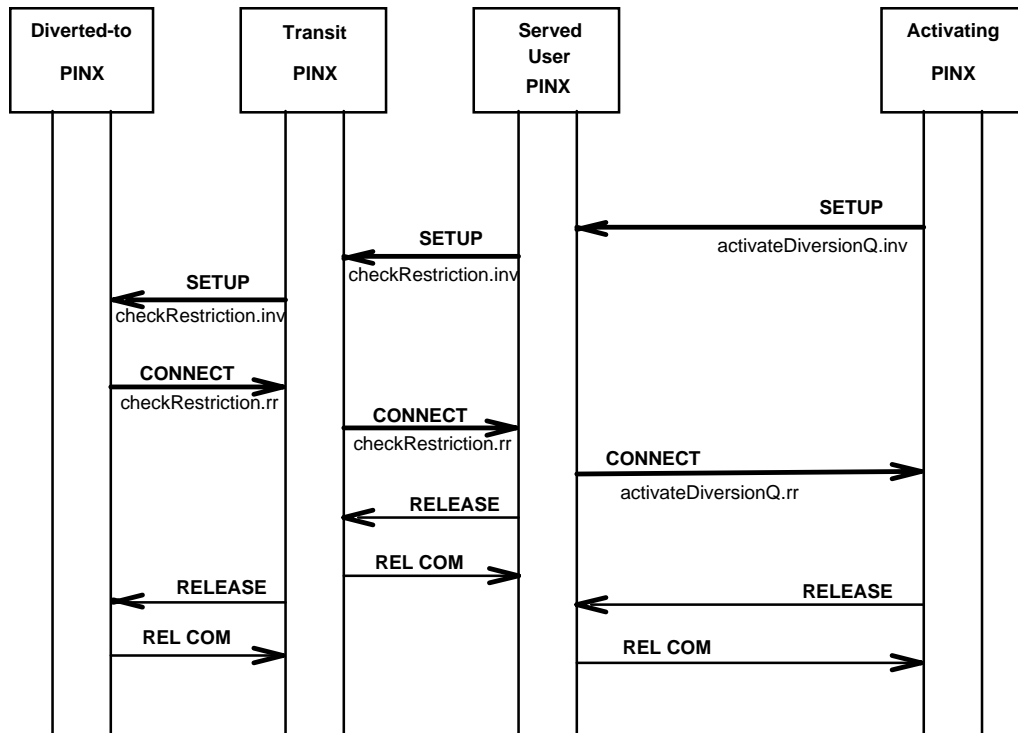 Diverted-to
PINX
Transit
PINX
Served
User
PINX
Activating
PINX
SETUP
activateDiversionQ.inv
SETUP
checkRestriction.inv
SETUP
checkRestriction.inv
CONNECT
checkRestriction.rr
CONNECT
checkRestriction.rr
CONNECT
activateDiversionQ.rr
RELEASE
REL COM
RELEASE
RELEASE
REL COM
REL COM